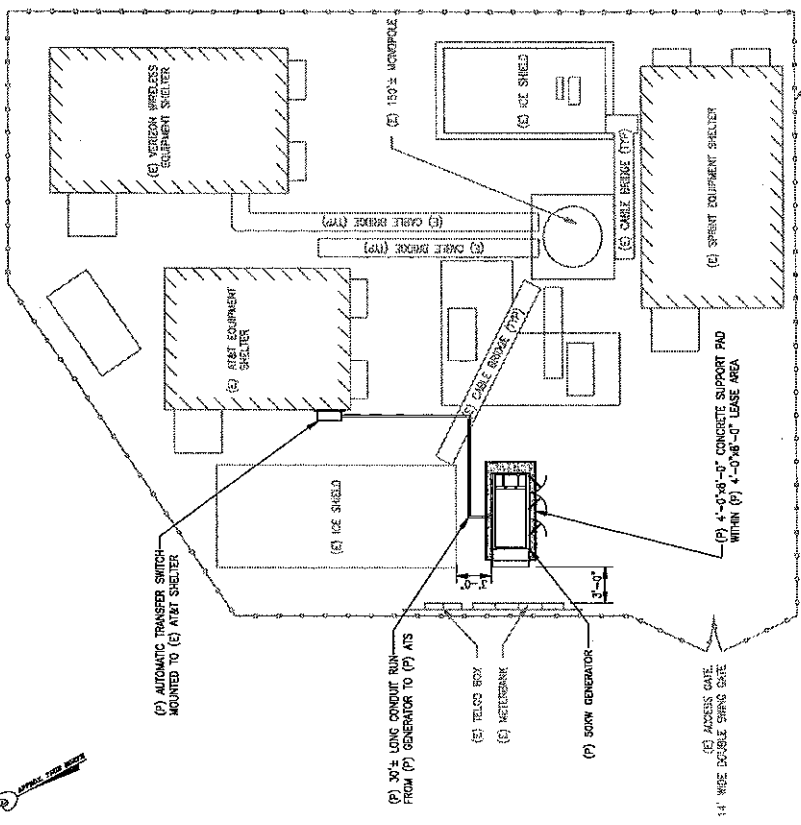 APPROX. TRUE NORTH
(E) VERIZON WIRELESS
EQUIPMENT SHELTER
(E) 150'± MONOPOLE
(E) ICE SHIELD
(E) CABLE BRIDGE (TYP)
(E) CABLE BRIDGE (TYP)
(E) CABLE BRIDGE (TYP)
(E) SPRINT EQUIPMENT SHELTER
(E) AT&T EQUIPMENT
SHELTER
(E) CABLE BRIDGE (TYP)
(P) AUTOMATIC TRANSFER SWITCH
MOUNTED TO (E) AT&T SHELTER
(E) ICE SHIELD
(P) 30'± LONG CONDUIT RUN
FROM (P) GENERATOR TO (P) ATS
(E) TELCO BOX
(E) METERBANK
3'-0"
(P) 50KW GENERATOR
(P) 4'-0"x8'-0" CONCRETE SUPPORT PAD
WITHIN (P) 4'-0"x8'-0" LEASE AREA
(E) ACCESS GATE,
14' WIDE DOUBLE SWING GATE